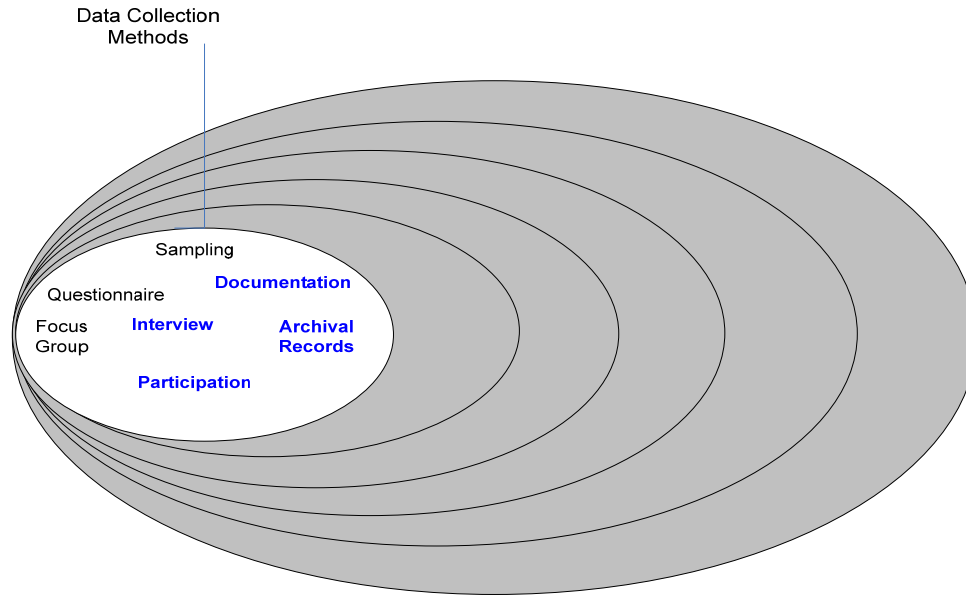 Data Collection
Methods
Sampling
Documentation
Questionnaire
Interview
Focus
Group
Archival
Records
Participation